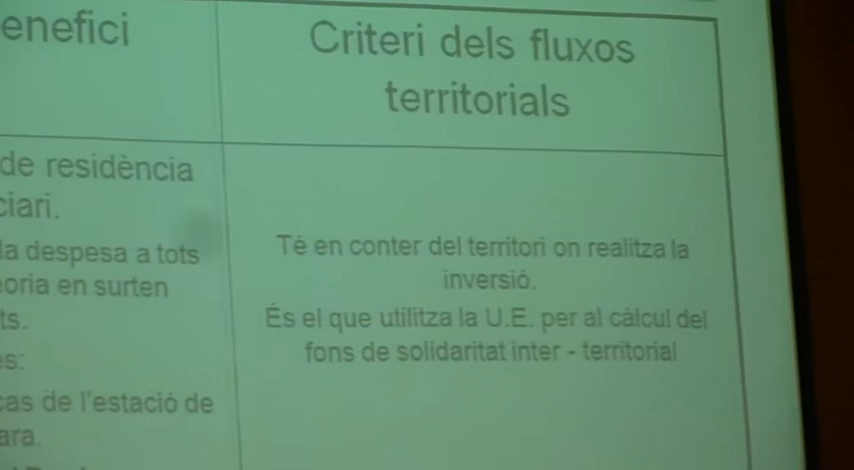 enefici
de residència
ciari.
la despesa a tots
oria en surten
ts.
es:
cas de l'estació de
ara.
Criteri dels fluxos
territorials
Té en conter del territori on realitza la
inversió.
És el que utilitza la U.E. per al càlcul del
fons de solidaritat inter - territorial